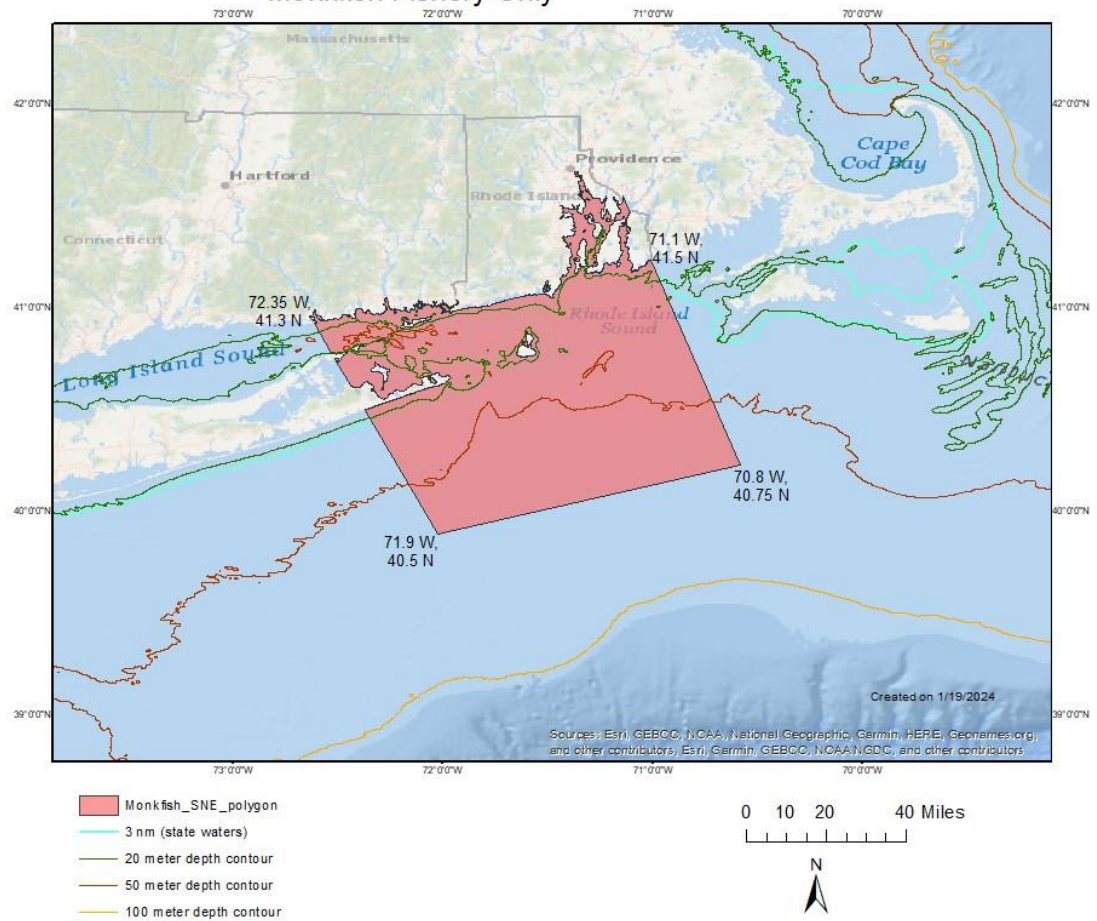 Monkfish Fishery Only
73°0'0"W 72°0'0"W 71°0'0"W 70°0'0"W
Massachusetts
42°0'0"N 42°0'0"N
Cape
Cod Bay
Providence
Hartford
Rhode Island
Connecticut
71.1 W,
41.5 N
72.35 W,
41.3 N
41°0'0"N 41°0'0"N
Rhode Island
Sound
Long Island Sound
70.8 W,
40.75 N
40°0'0"N 40°0'0"N
71.9 W,
40.5 N
Created on 1/19/2024
39°0'0"N 39°0'0"N
Sources: Esri, GEBCO, NOAA, National Geographic, Garmin, HERE, Geonames.org,
and other contributors, Esri, Garmin, GEBCO, NOAA NGDC, and other contributors
73°0'0"W 72°0'0"W 71°0'0"W 70°0'0"W
Monkfish_SNE_polygon
3 nm (state waters)
20 meter depth contour
50 meter depth contour
100 meter depth contour
0 10 20 40 Miles
N